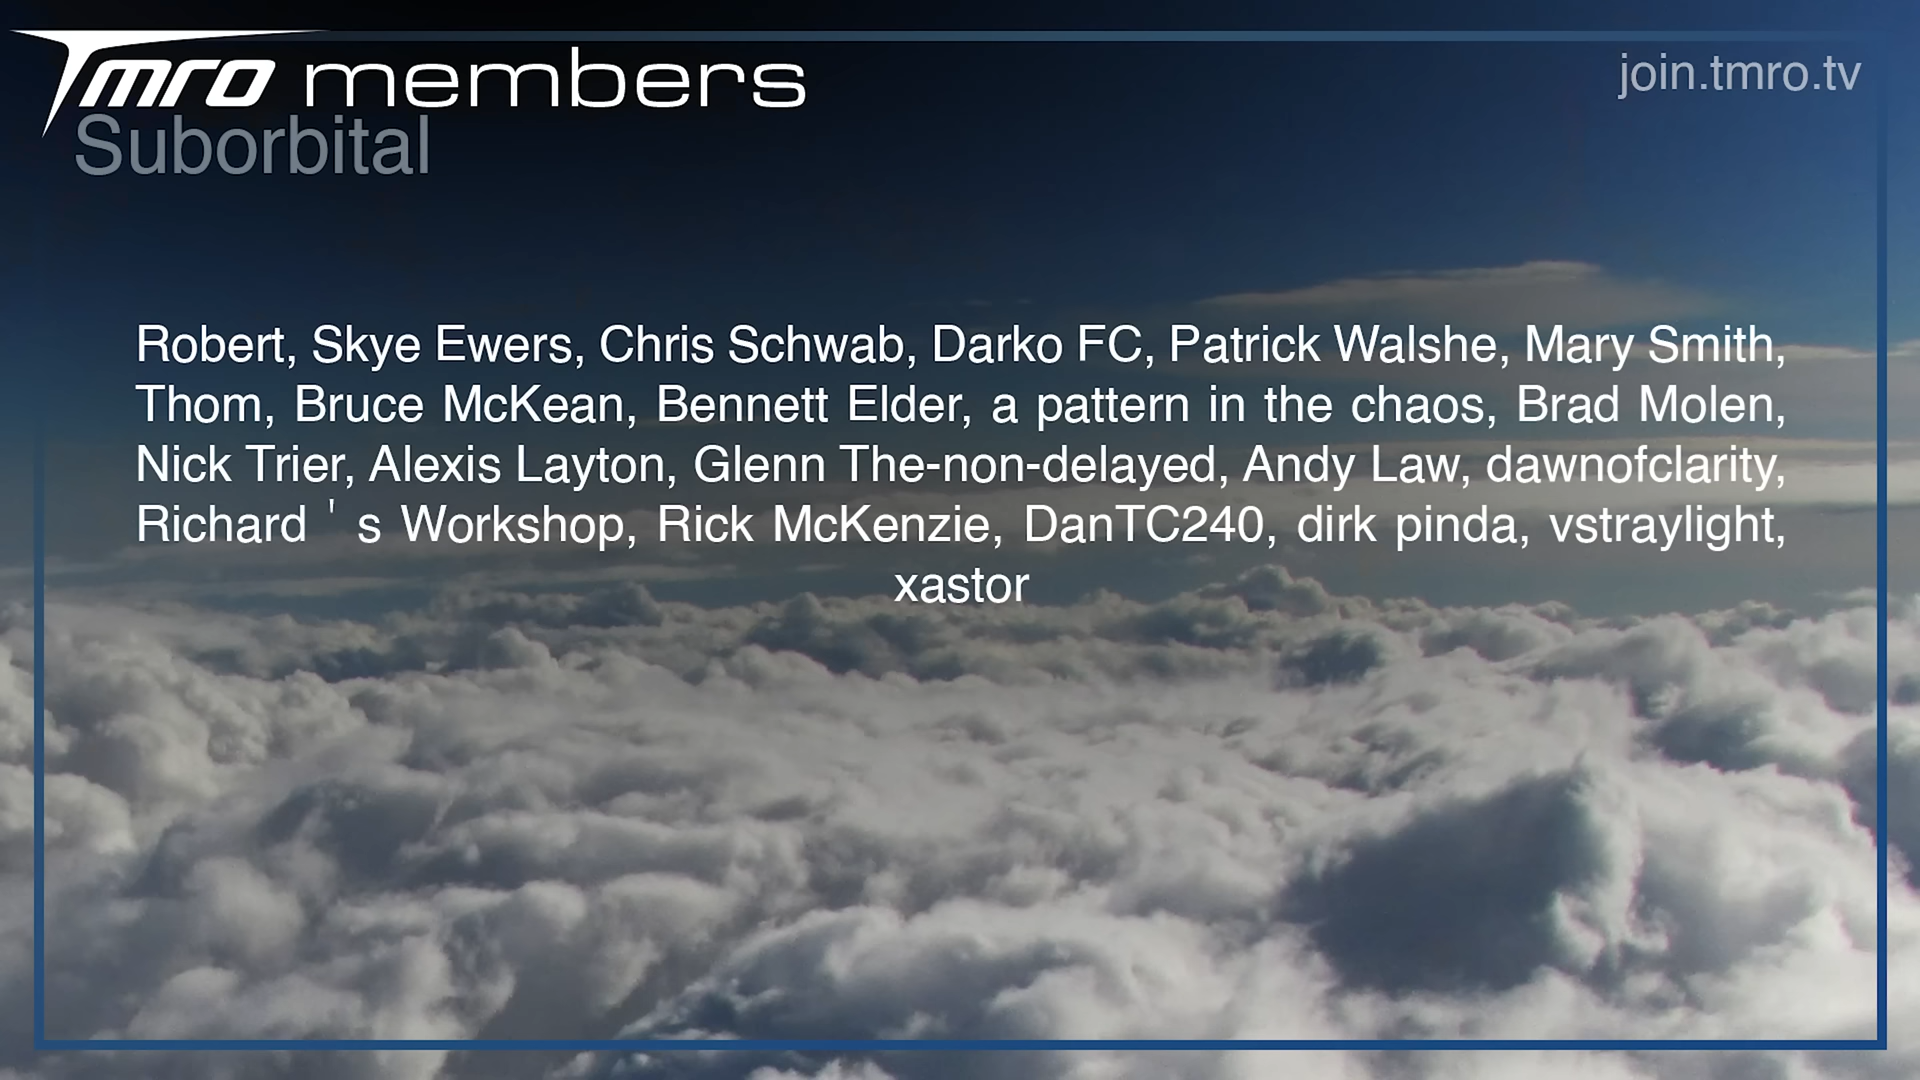 Tmro members
join.tmro.tv
Suborbital
Robert, Skye Ewers, Chris Schwab, Darko FC, Patrick Walshe, Mary Smith,
Thom, Bruce McKean, Bennett Elder, a pattern in the chaos, Brad Molen,
Nick Trier, Alexis Layton, Glenn The-non-delayed, Andy Law, dawnofclarity,
Richard ' s Workshop, Rick McKenzie, DanTC240, dirk pinda, vstraylight,
xastor